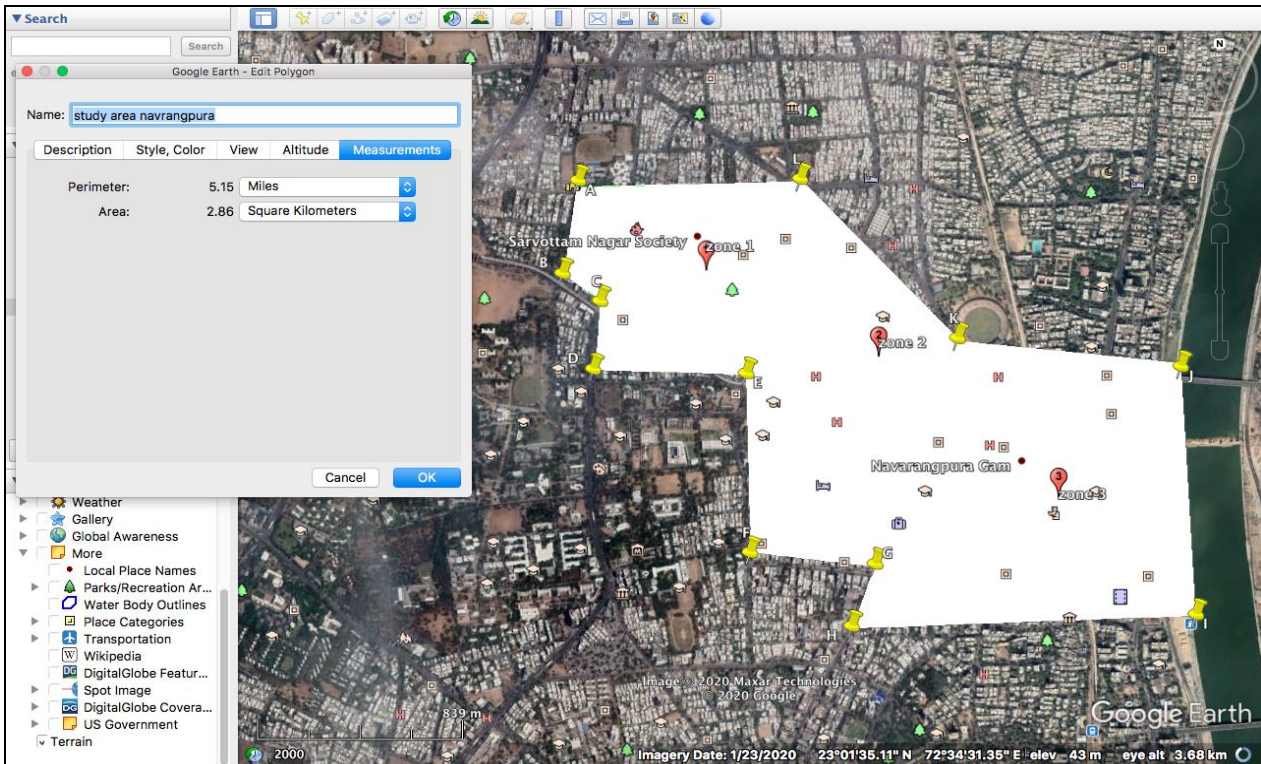 ▼ Search
Search
Google Earth - Edit Polygon
Name: study area navrangpura
Description Style, Color View Altitude Measurements
Perimeter: 5.15 Miles
Area: 2.86 Square Kilometers
Cancel OK
Weather
Gallery
Global Awareness
More
Local Place Names
Parks/Recreation Ar...
Water Body Outlines
Place Categories
Transportation
Wikipedia
DigitalGlobe Featur...
Spot Image
DigitalGlobe Covera...
US Government
Terrain
N
L
A
Sarvottam Nagar Society
1
zone 1
B
C
2
zone 2
K
D
E
J
Navarangpura Gam
3
zone 3
F
G
H
I
Image © 2020 Maxar Technologies
© 2020 Google
839 m
Google Earth
2000
Imagery Date: 1/23/2020 23°01'35.11" N 72°34'31.35" E elev 43 m eye alt 3.68 km